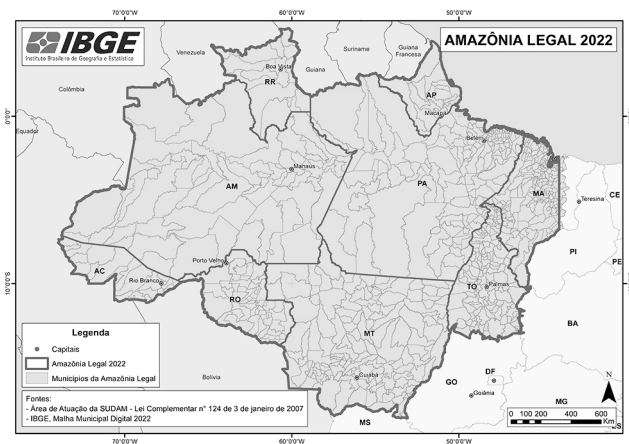 70°0'0"W
60°0'0"W
50°0'0"W
IBGE
Instituto Brasileiro de Geografia e Estatística
AMAZÔNIA LEGAL 2022
Venezuela
Suriname
Guiana
Francesa
Guiana
Colômbia
Equador
Boa Vista
RR
AP
Macapá
0°0'0"
Belém
Manaus
AM
PA
MA
Teresina
CE
PI
PE
AC
Rio Branco
Porto Velho
RO
TO
Palmas
10°0'0"S
10°0'0"S
MT
BA
Cuiabá
Bolívia
GO
DF
Goiânia
MG
MS
ES
Legenda
Capitais
Amazônia Legal 2022
Municípios da Amazônia Legal
Fontes:
- Área de Atuação da SUDAM - Lei Complementar n° 124 de 3 de janeiro de 2007
- IBGE, Malha Municipal Digital 2022
N
0 100 200 400 600
Km
70°0'0"W
60°0'0"W
50°0'0"W